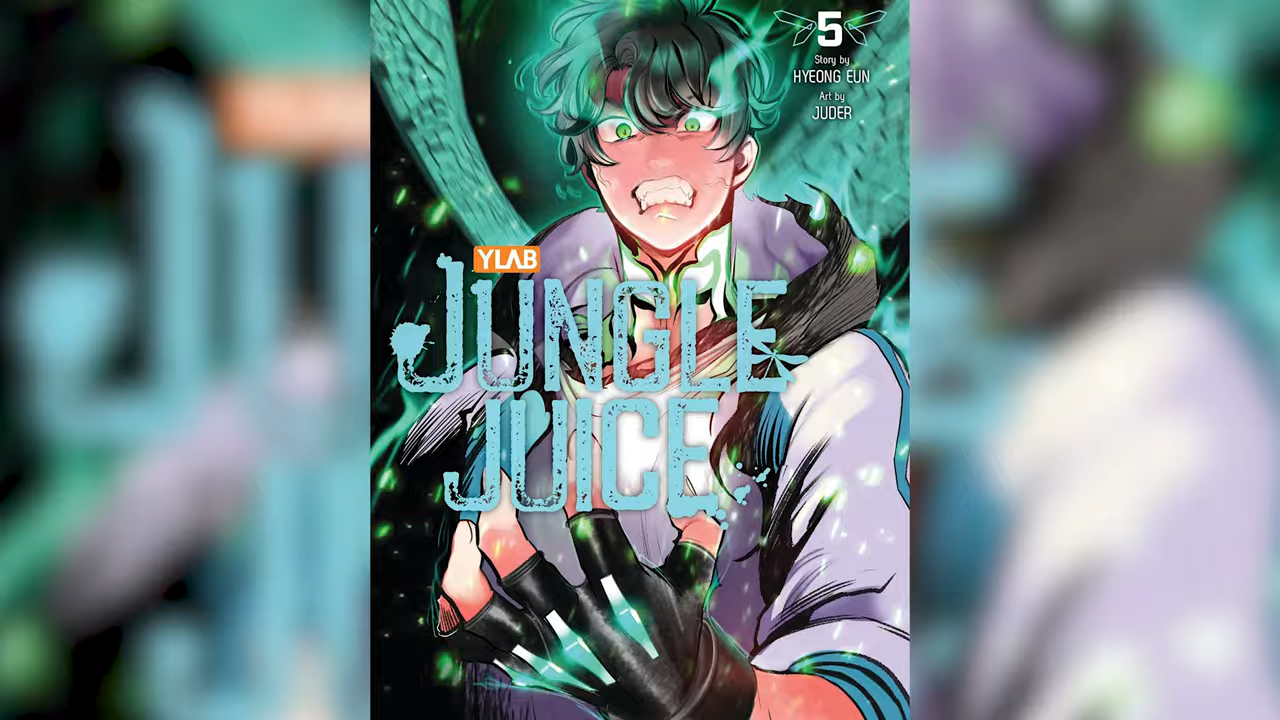 5
Story by
HYEONG EUN
Art by
JUDER
YLAB
JUNGLE
JUICE